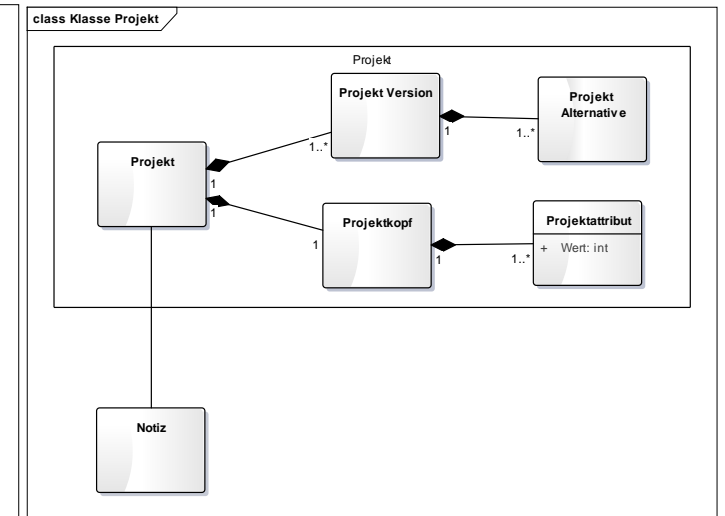 class Klasse Projekt
Projekt
Projekt Version
Projekt
Alternative
1
1..*
1..*
Projekt
1
1
Projektkopf
Projektattribut
+ Wert: int
1
1
1..*
Notiz